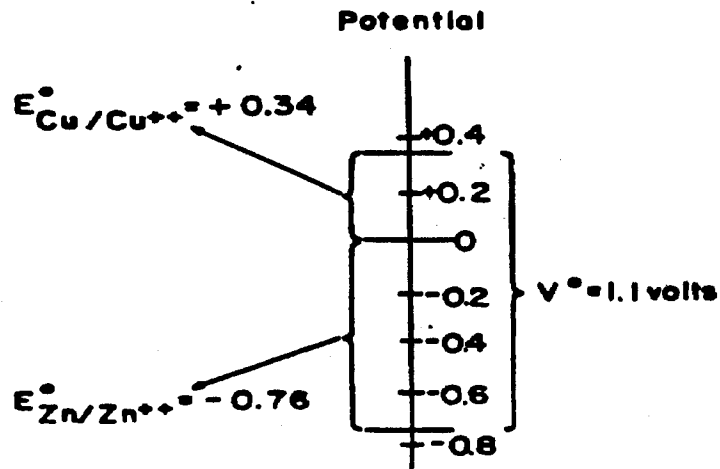 Potential
E°Cu/Cu++ = + 0.34
+0.4
+0.2
0
-0.2
V° = 1.1 volts
-0.4
E°Zn/Zn++ = - 0.76
-0.6
-0.8